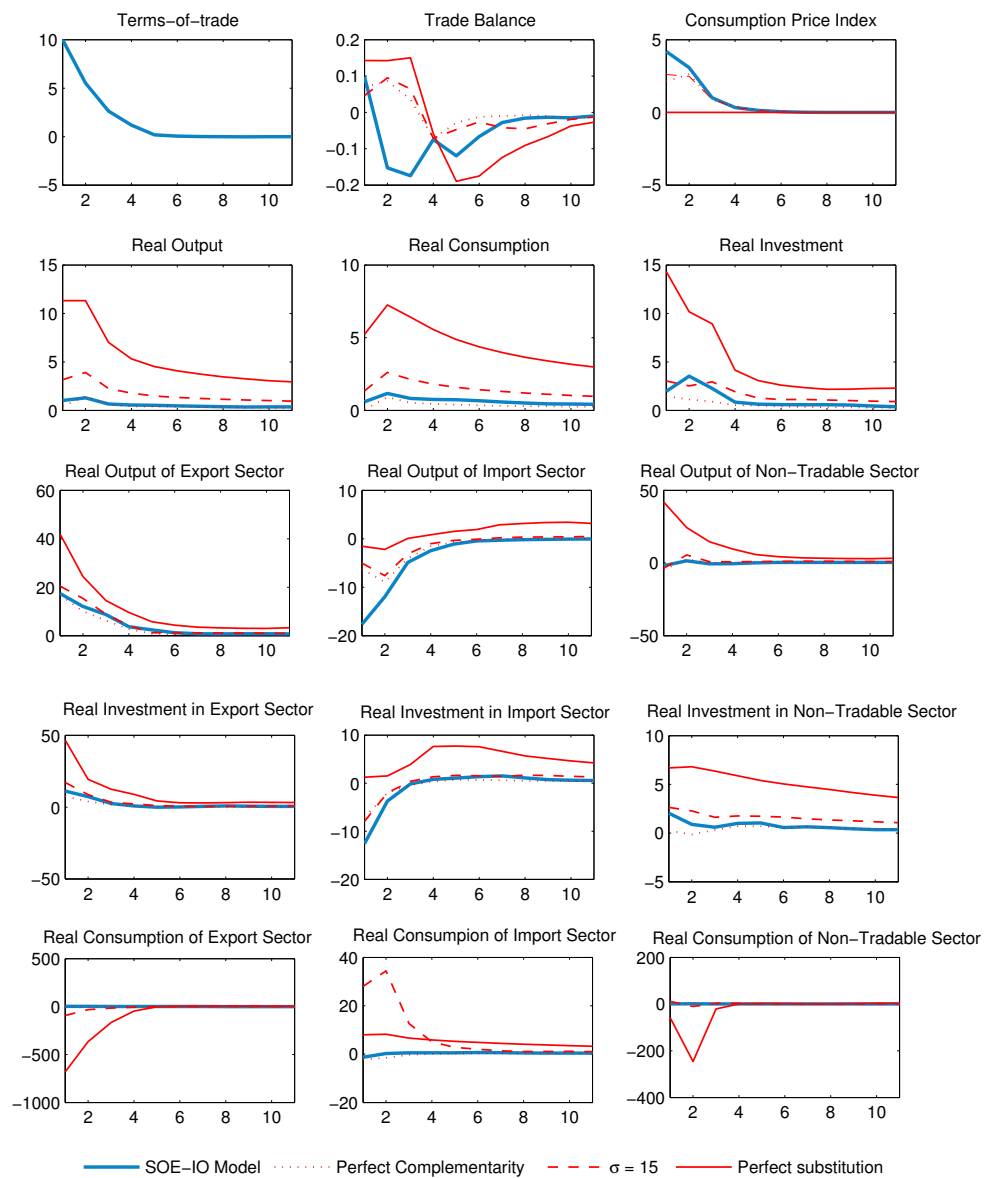 Terms−of−trade
Trade Balance
Consumption Price Index
10
5
0
−5
2 4 6 8 10
0.2
0.1
0
−0.1
−0.2
2 4 6 8 10
5
0
−5
2 4 6 8 10
Real Output
Real Consumption
Real Investment
15
10
5
0
2 4 6 8 10
10
5
0
2 4 6 8 10
15
10
5
0
2 4 6 8 10
Real Output of Export Sector
Real Output of Import Sector
Real Output of Non−Tradable Sector
60
40
20
0
2 4 6 8 10
10
0
−10
−20
2 4 6 8 10
50
0
−50
2 4 6 8 10
Real Investment in Export Sector
Real Investment in Import Sector
Real Investment in Non−Tradable Sector
50
0
−50
2 4 6 8 10
10
0
−10
−20
2 4 6 8 10
10
5
0
−5
2 4 6 8 10
Real Consumption of Export Sector
Real Consumpion of Import Sector
Real Consumption of Non−Tradable Sector
500
0
−500
−1000
2 4 6 8 10
40
20
0
−20
2 4 6 8 10
200
0
−200
−400
2 4 6 8 10
SOE−IO Model Perfect Complementarity σ = 15 Perfect substitution